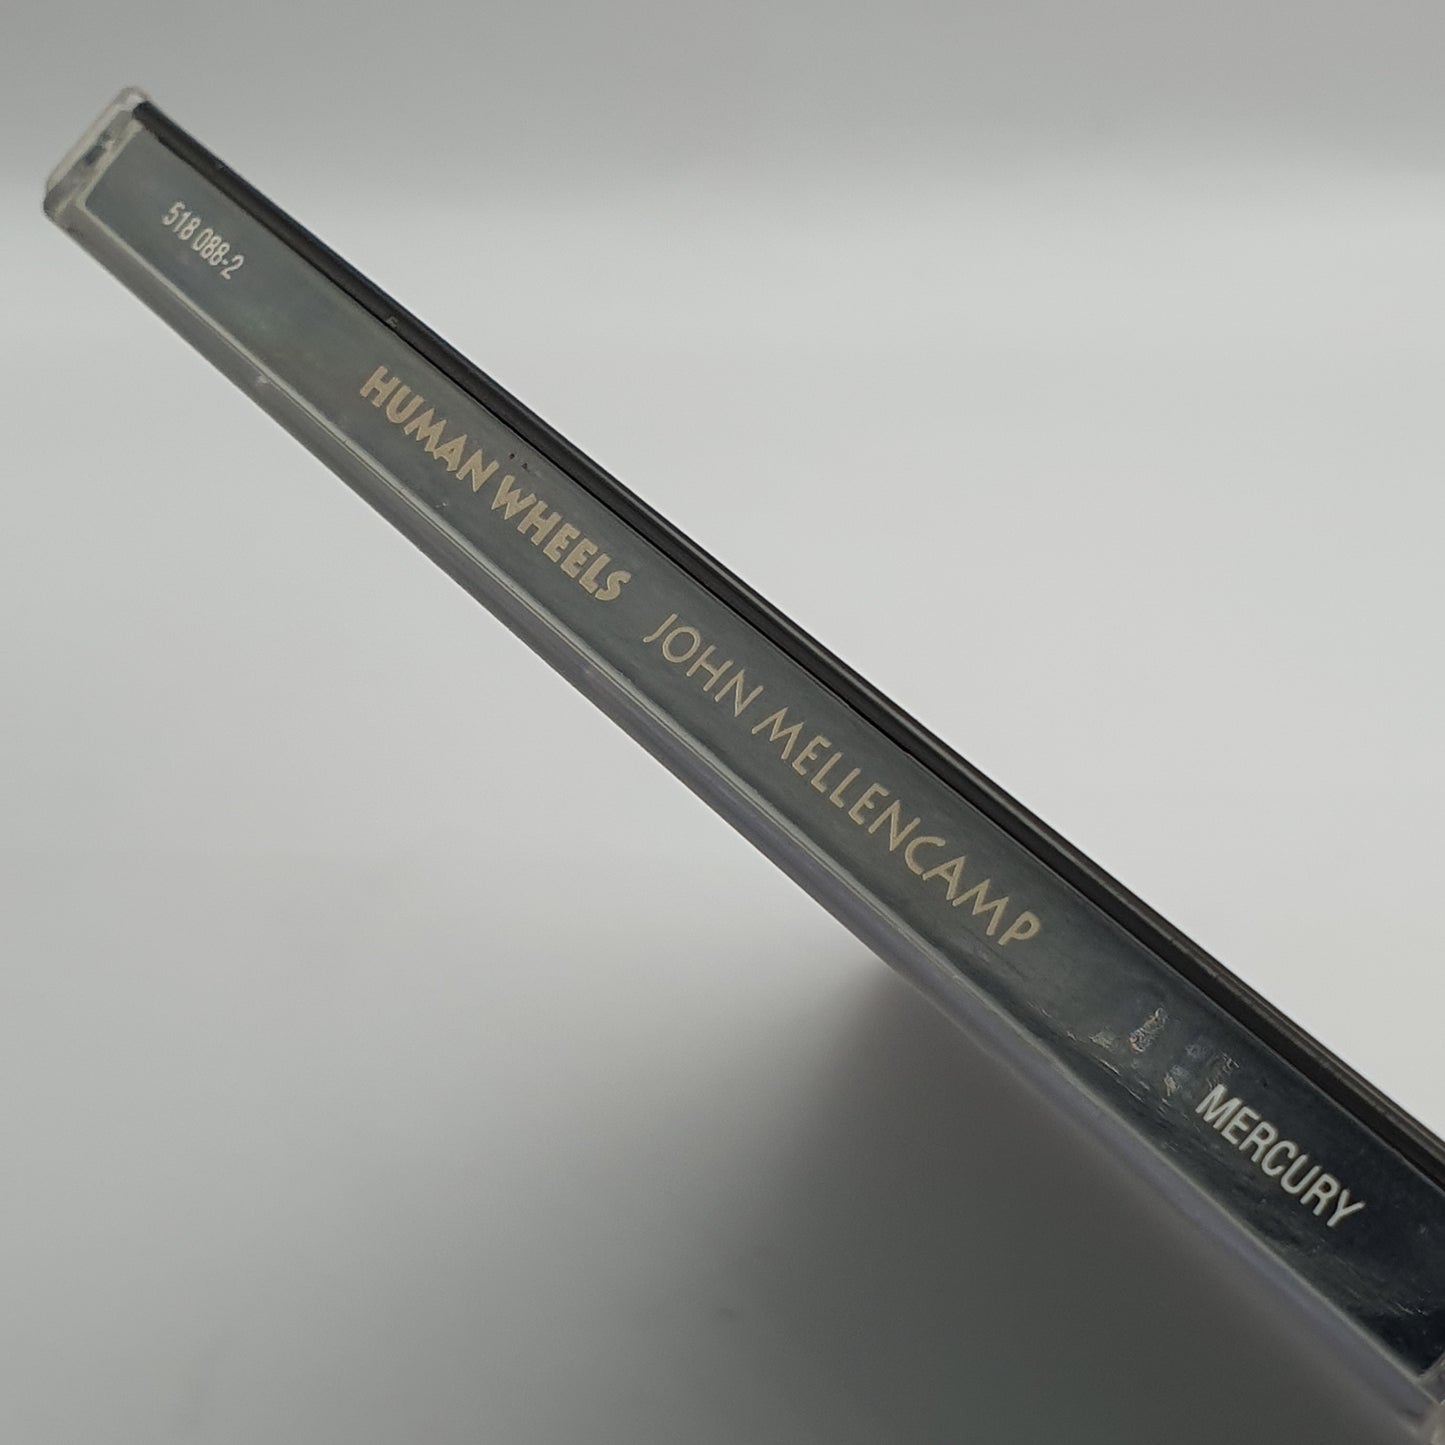 518 088-2 HUMAN WHEELS JOHN MELLENCAMP MERCURY